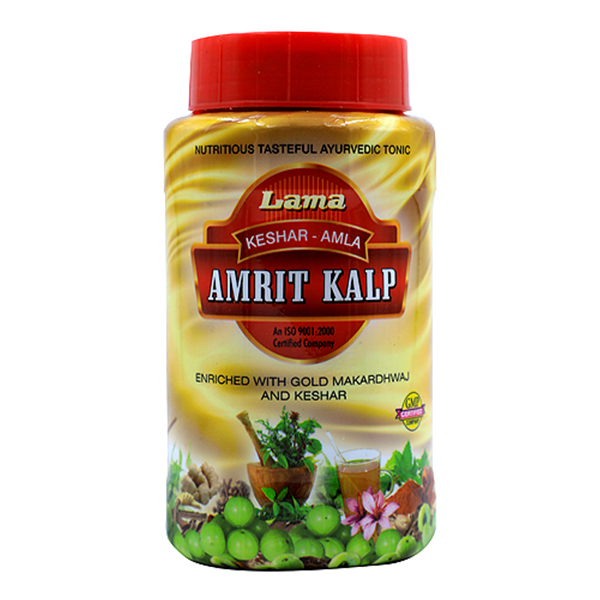 NUTRITIOUS TASTEFUL AYURVEDIC TONIC
Lama
KESHAR - AMLA
AMRIT KALP
An ISO 9001:2000
Certified Company
ENRICHED WITH GOLD MAKARDHWAJ
AND KESHAR
GMP
CERTIFIED
COMPANY